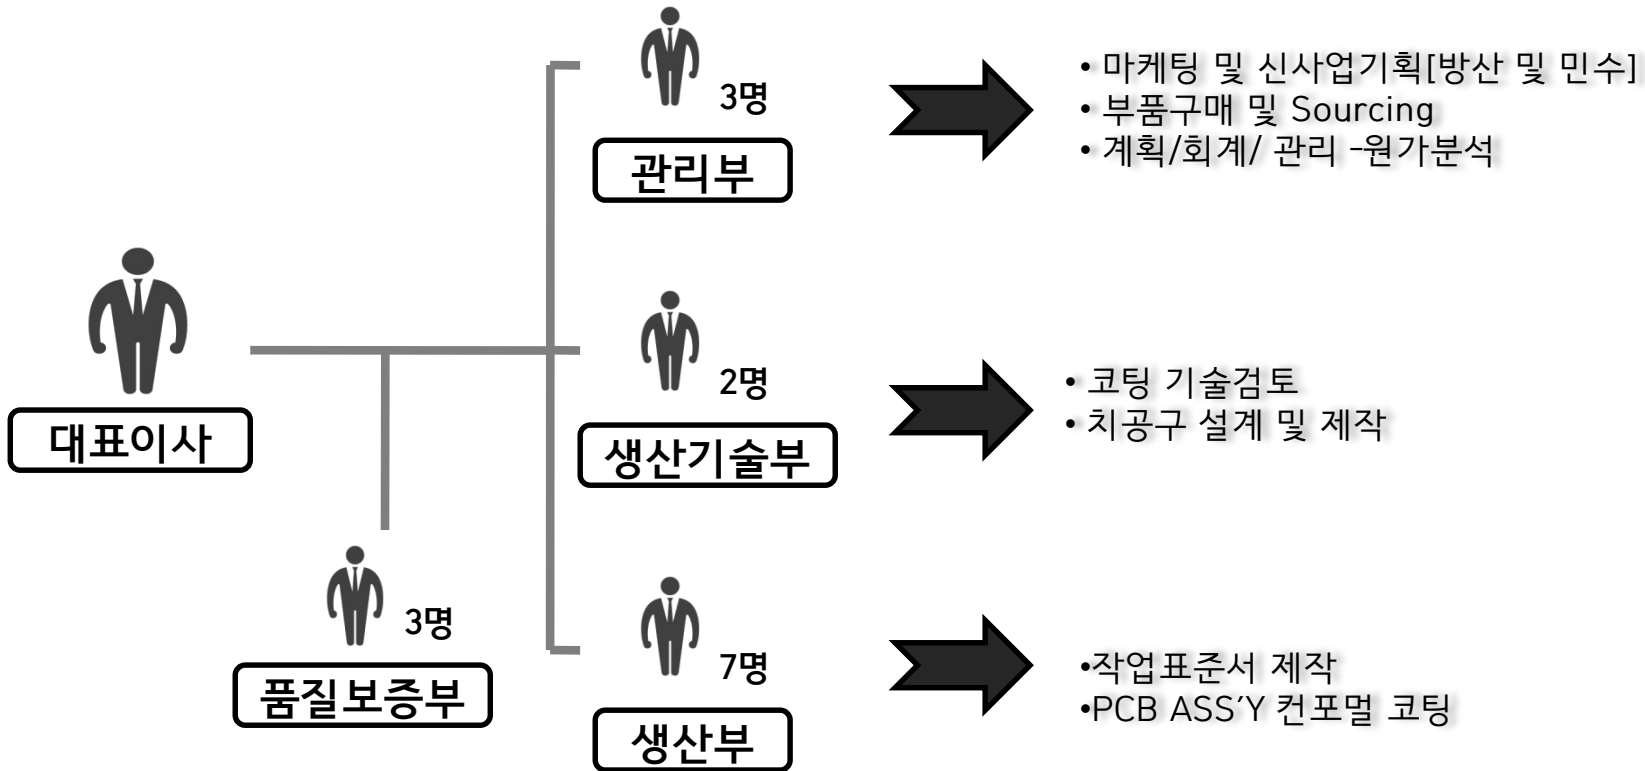 3명
관리부
• 마케팅 및 신사업기획[방산 및 민수]
• 부품구매 및 Sourcing
• 계획/회계/ 관리 -원가분석
대표이사
2명
생산기술부
• 코팅 기술검토
• 치공구 설계 및 제작
3명
품질보증부
7명
생산부
•작업표준서 제작
•PCB ASS'Y 컨포멀 코팅